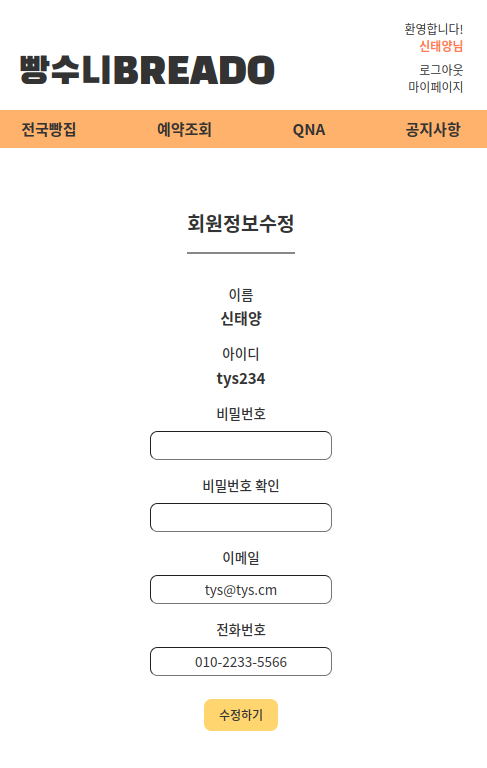 환영합니다!
신태양님
빵수니BREADO
로그아웃
마이페이지
전국빵집 예약조회 QNA 공지사항
회원정보수정
이름
신태양
아이디
tys234
비밀번호
비밀번호 확인
이메일
tys@tys.cm
전화번호
010-2233-5566
수정하기